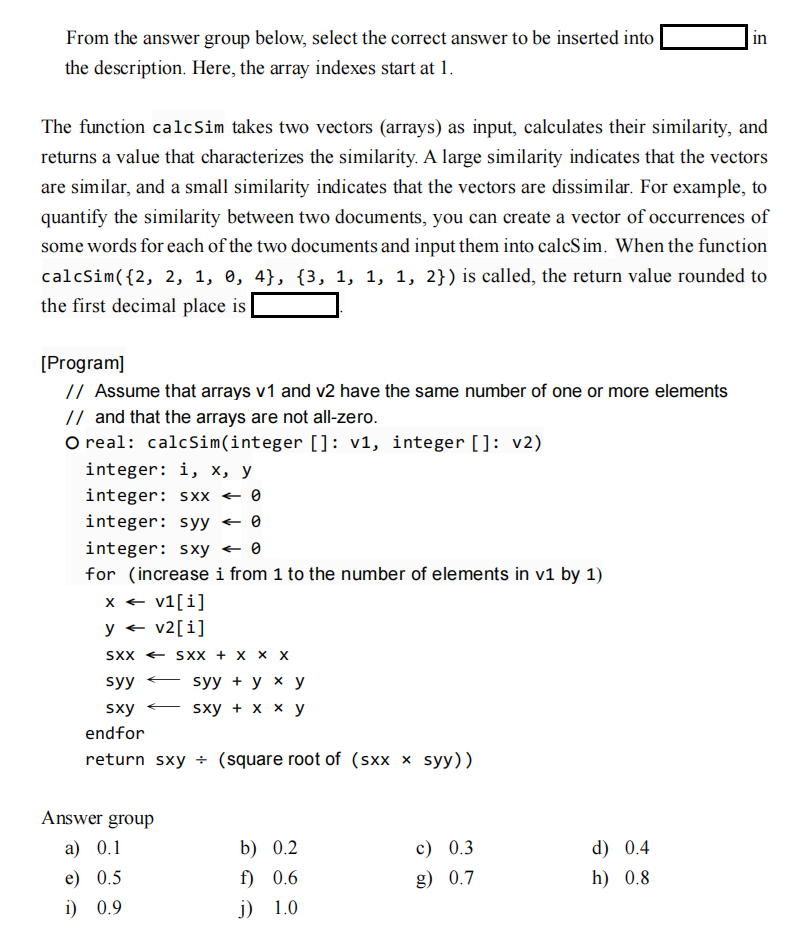 From the answer group below, select the correct answer to be inserted into in
the description. Here, the array indexes start at 1.
The function calcSim takes two vectors (arrays) as input, calculates their similarity, and
returns a value that characterizes the similarity. A large similarity indicates that the vectors
are similar, and a small similarity indicates that the vectors are dissimilar. For example, to
quantify the similarity between two documents, you can create a vector of occurrences of
some words for each of the two documents and input them into calcSim. When the function
calcSim({2, 2, 1, 0, 4}, {3, 1, 1, 1, 2}) is called, the return value rounded to
the first decimal place is .
[Program]
// Assume that arrays v1 and v2 have the same number of one or more elements
// and that the arrays are not all-zero.
○ real: calcSim(integer []: v1, integer []: v2)
integer: i, x, y
integer: sxx ← 0
integer: syy ← 0
integer: sxy ← 0
for (increase i from 1 to the number of elements in v1 by 1)
x ← v1[i]
y ← v2[i]
sxx ← sxx + x × x
syy ← syy + y × y
sxy ← sxy + x × y
endfor
return sxy ÷ (square root of (sxx × syy))
Answer group
a) 0.1 b) 0.2 c) 0.3 d) 0.4
e) 0.5 f) 0.6 g) 0.7 h) 0.8
i) 0.9 j) 1.0